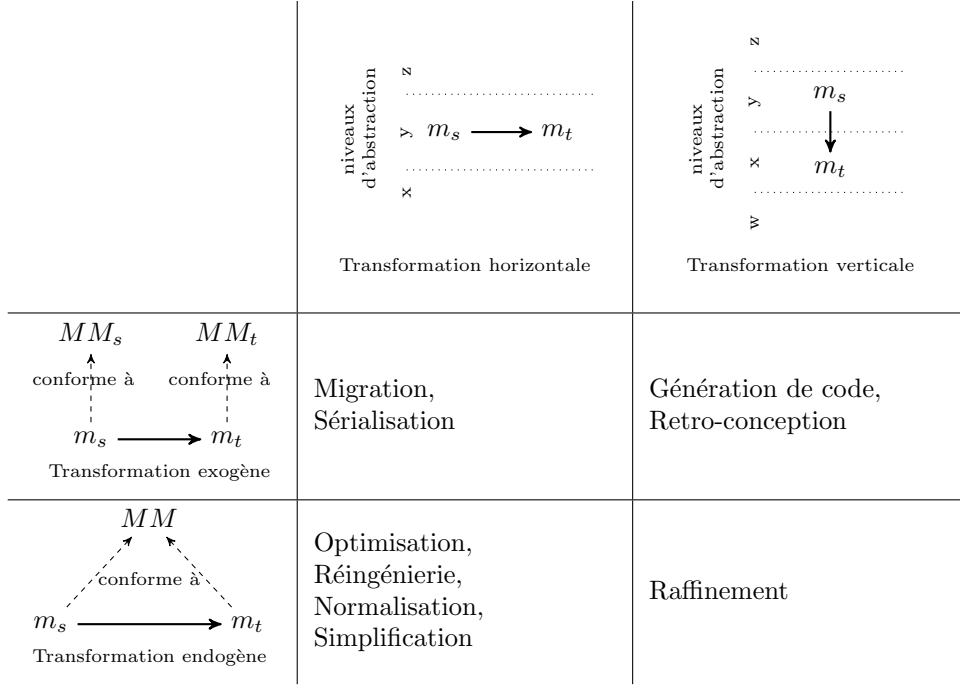 niveaux
d'abstraction
z
y
x
m_s
m_t
Transformation horizontale
niveaux
d'abstraction
z
y
x
w
m_s
m_t
Transformation verticale
MM_s MM_t
conforme à conforme à
m_s m_t
Transformation exogène
Migration,
Sérialisation
Génération de code,
Retro-conception
MM
conforme à
m_s m_t
Transformation endogène
Optimisation,
Réingénierie,
Normalisation,
Simplification
Raffinement